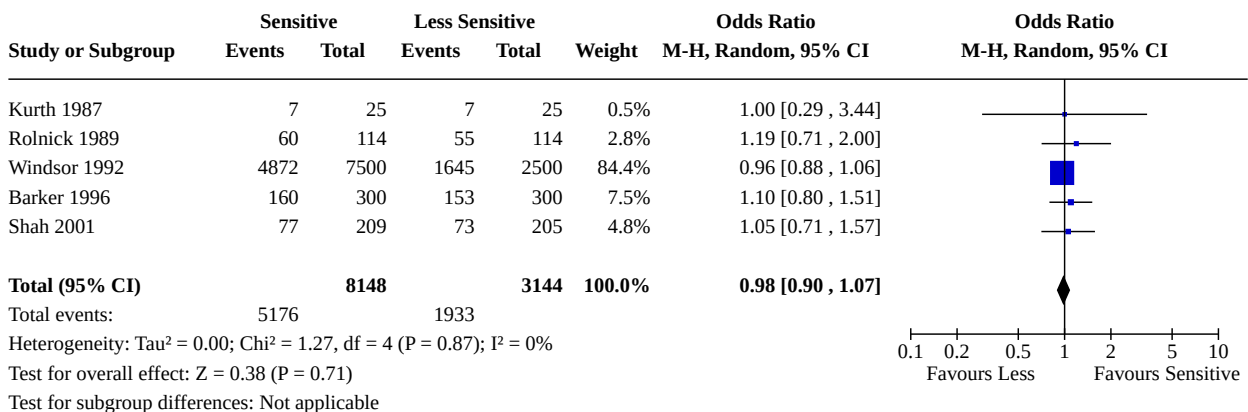 Sensitive Less Sensitive Odds Ratio Odds Ratio
Study or Subgroup Events Total Events Total Weight M-H, Random, 95% CI M-H, Random, 95% CI
Kurth 1987 7 25 7 25 0.5% 1.00 [0.29 , 3.44]
Rolnick 1989 60 114 55 114 2.8% 1.19 [0.71 , 2.00]
Windsor 1992 4872 7500 1645 2500 84.4% 0.96 [0.88 , 1.06]
Barker 1996 160 300 153 300 7.5% 1.10 [0.80 , 1.51]
Shah 2001 77 209 73 205 4.8% 1.05 [0.71 , 1.57]
Total (95% CI) 8148 3144 100.0% 0.98 [0.90 , 1.07]
Total events: 5176 1933
Heterogeneity: Tau² = 0.00; Chi² = 1.27, df = 4 (P = 0.87); I² = 0%
0.1 0.2 0.5 1 2 5 10
Test for overall effect: Z = 0.38 (P = 0.71) Favours Less Favours Sensitive
Test for subgroup differences: Not applicable